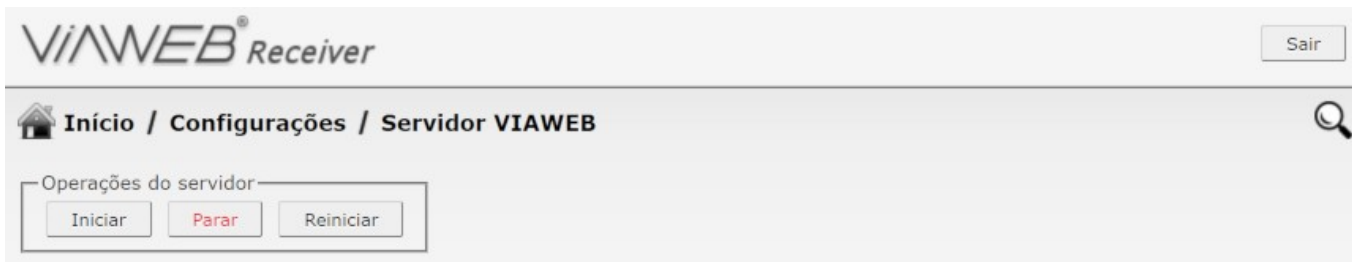 ViAWEB® Receiver
Sair
Início / Configurações / Servidor VIAWEB
Operações do servidor
Iniciar Parar Reiniciar